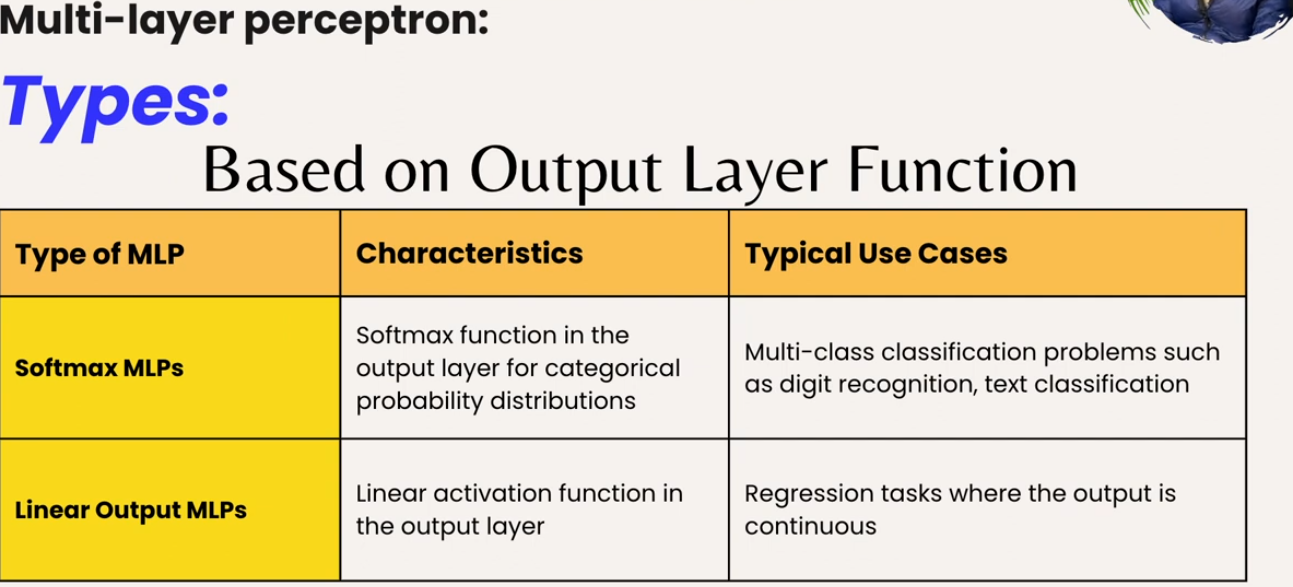 Multi-layer perceptron:
Types:
Based on Output Layer Function
Type of MLP
Characteristics
Typical Use Cases
Softmax MLPs
Softmax function in the
output layer for categorical
probability distributions
Multi-class classification problems such
as digit recognition, text classification
Linear Output MLPs
Linear activation function in
the output layer
Regression tasks where the output is
continuous